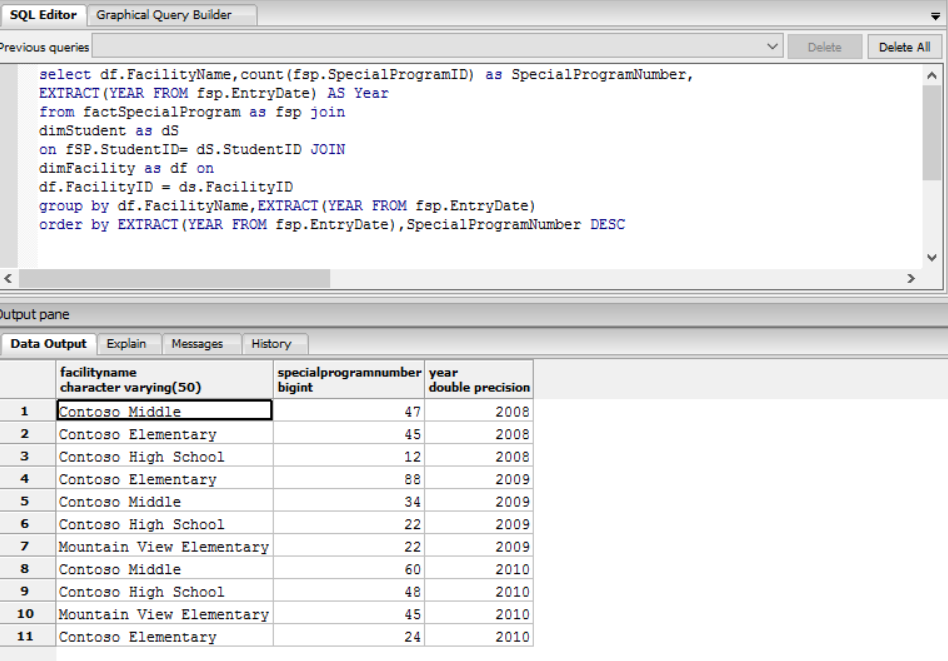 SQL Editor Graphical Query Builder
Previous queries Delete Delete All
select df.FacilityName,count(fsp.SpecialProgramID) as SpecialProgramNumber,
EXTRACT(YEAR FROM fsp.EntryDate) AS Year
from factSpecialProgram as fsp join
dimStudent as dS
on fSP.StudentID= dS.StudentID JOIN
dimFacility as df on
df.FacilityID = ds.FacilityID
group by df.FacilityName,EXTRACT(YEAR FROM fsp.EntryDate)
order by EXTRACT(YEAR FROM fsp.EntryDate),SpecialProgramNumber DESC
Output pane
Data Output Explain Messages History
facilityname specialprogramnumber year
character varying(50) bigint double precision
1 Contoso Middle 47 2008
2 Contoso Elementary 45 2008
3 Contoso High School 12 2008
4 Contoso Elementary 88 2009
5 Contoso Middle 34 2009
6 Contoso High School 22 2009
7 Mountain View Elementary 22 2009
8 Contoso Middle 60 2010
9 Contoso High School 48 2010
10 Mountain View Elementary 45 2010
11 Contoso Elementary 24 2010